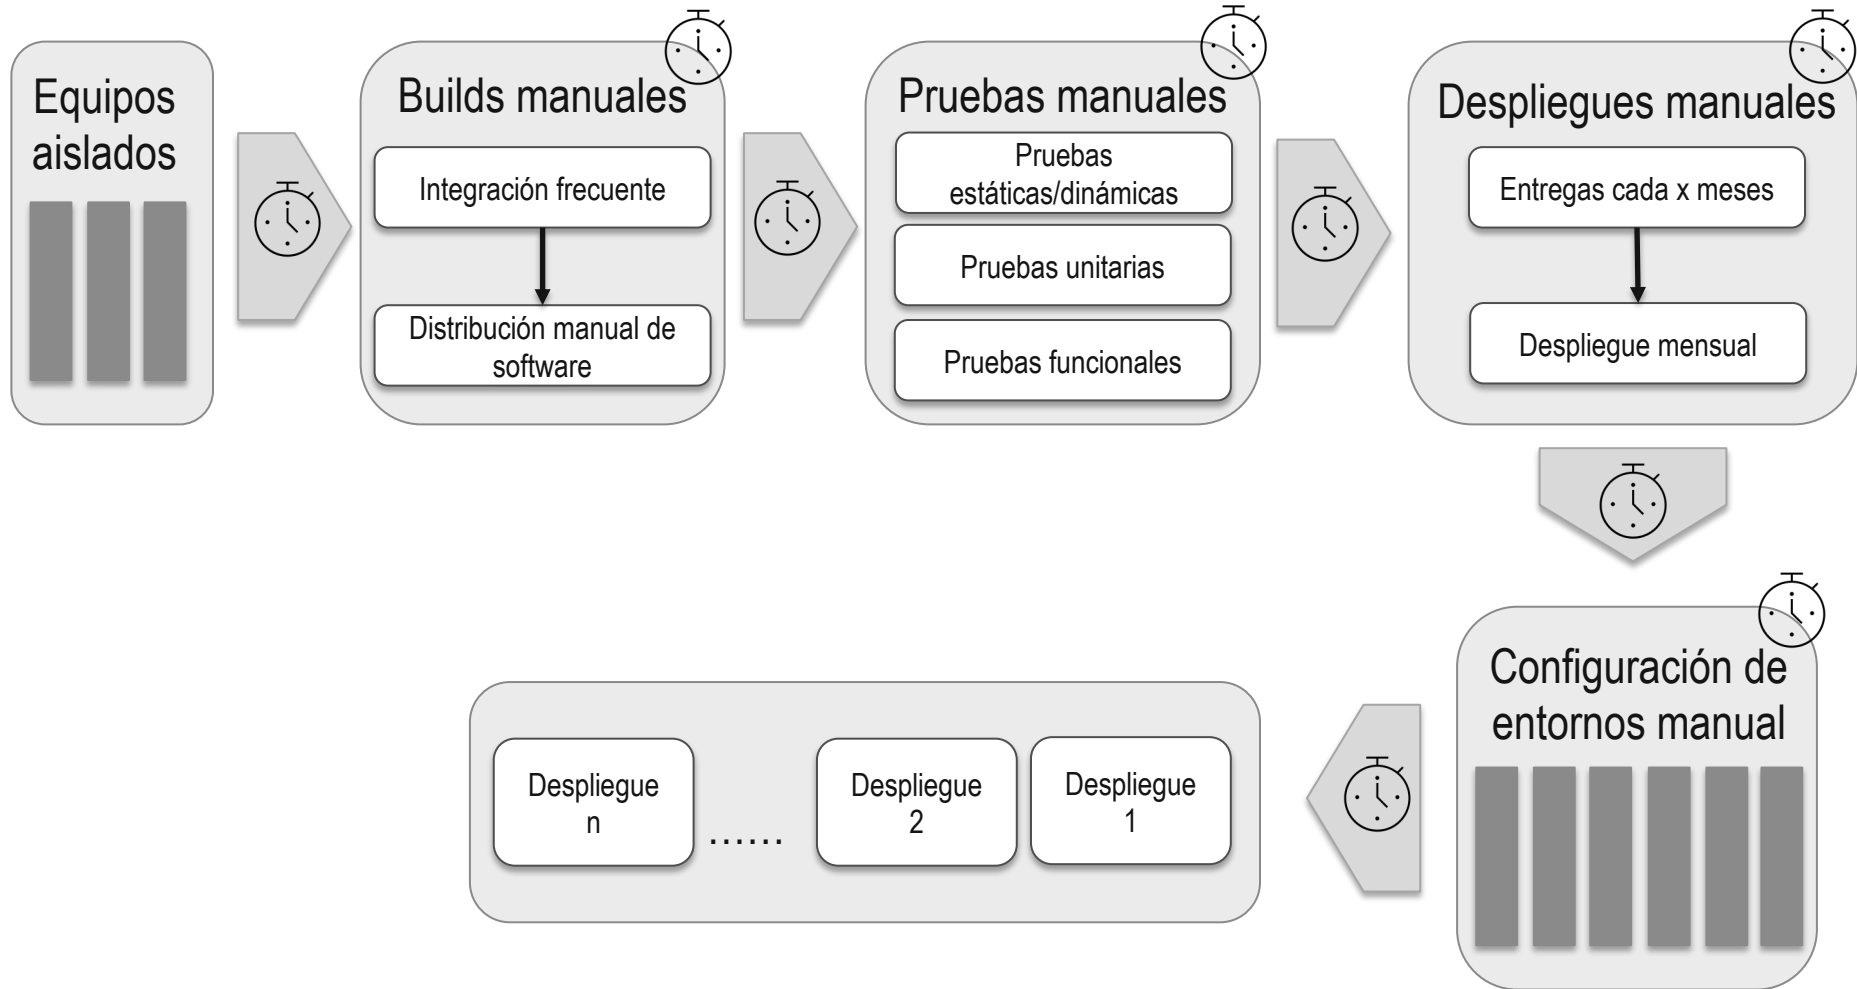 Equipos
aislados
Builds manuales
Integración frecuente
Distribución manual de
software
Pruebas manuales
Pruebas
estáticas/dinámicas
Pruebas unitarias
Pruebas funcionales
Despliegues manuales
Entregas cada x meses
Despliegue mensual
Configuración de
entornos manual
Despliegue
1
Despliegue
2
......
Despliegue
n